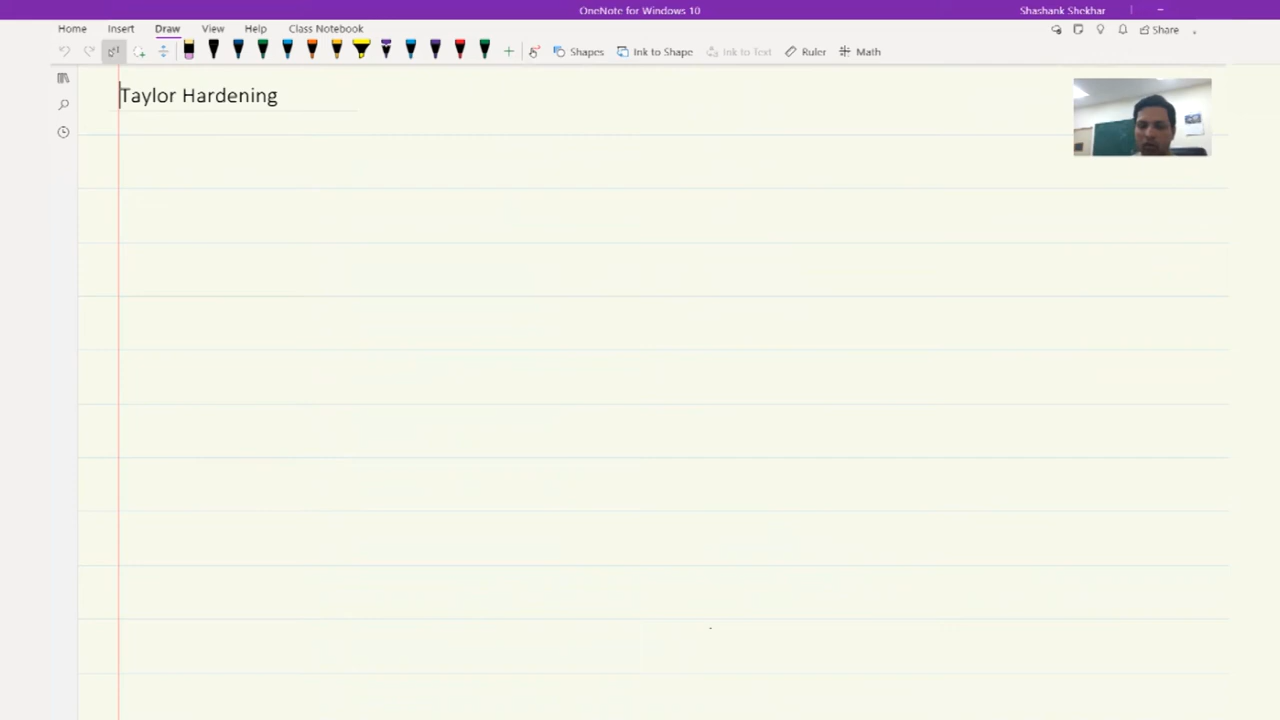 OneNote for Windows 10
Shashank Shekhar
Home Insert Draw View Help Class Notebook
Share
Shapes Ink to Shape Ink to Text Ruler Math
Taylor Hardening